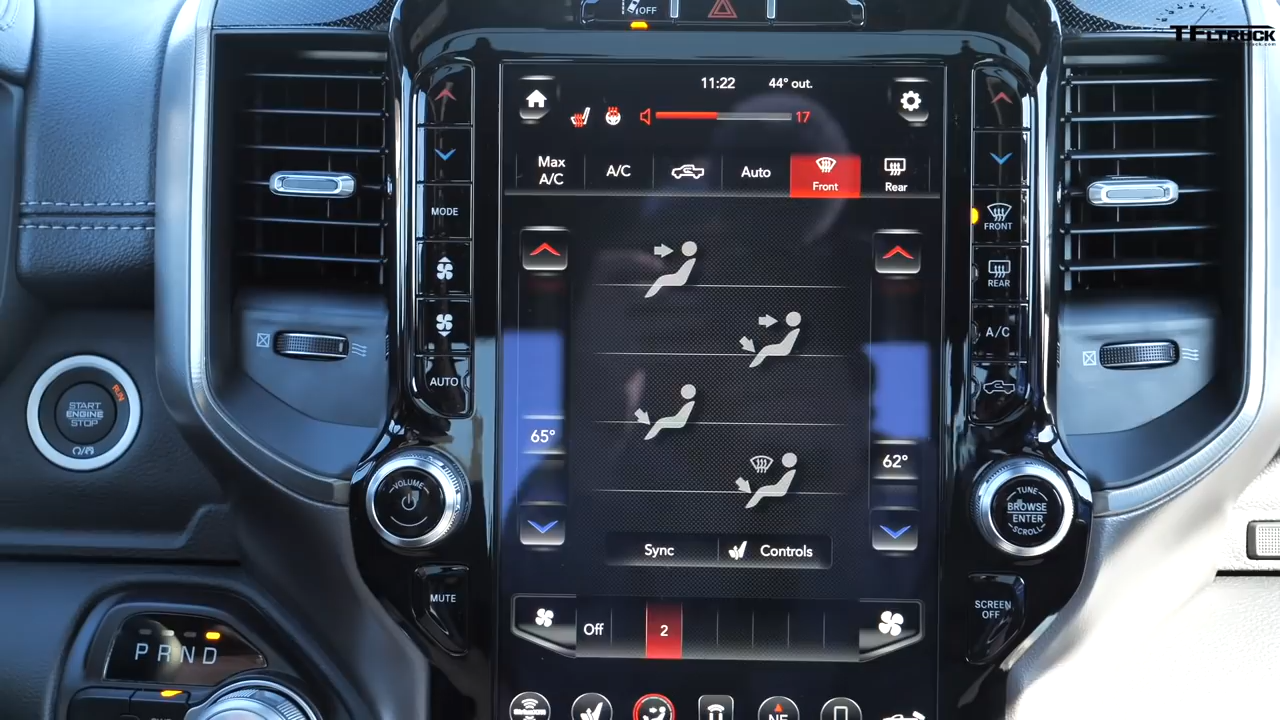 OFF
TFLTRUCK
11:22 44° out.
17
Max
A/C
A/C
Auto
Front
Rear
MODE
FRONT
REAR
A/C
AUTO
RUN
START
ENGINE
STOP
65°
62°
VOLUME
TUNE
BROWSE
ENTER
SCROLL
Sync
Controls
MUTE
SCREEN
OFF
Off
2
PRND
NE